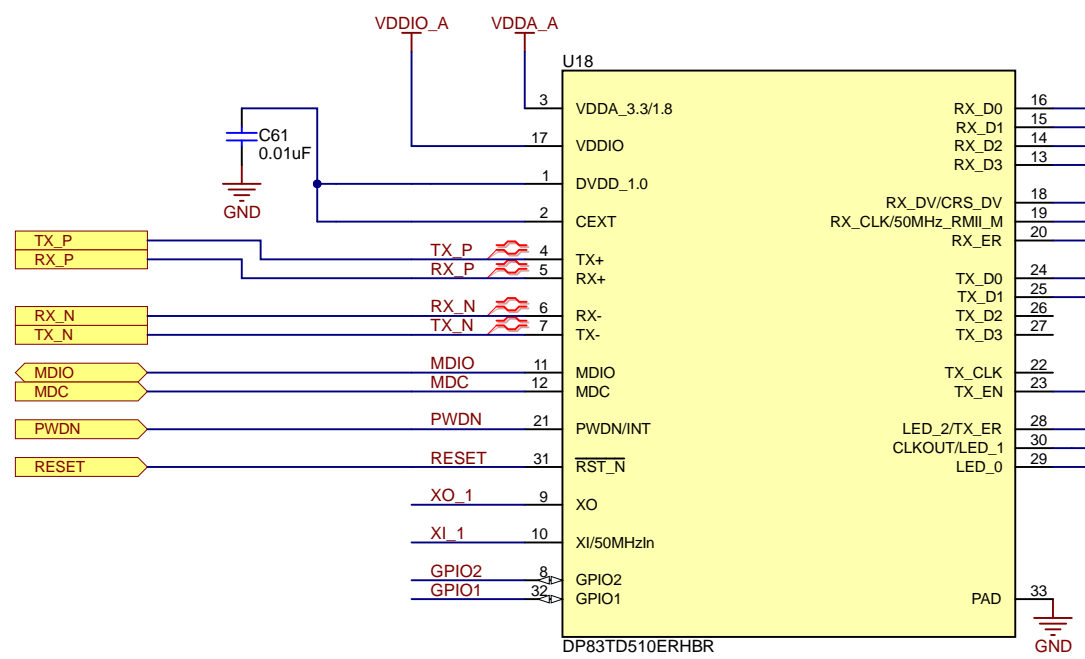 VDDIO_A VDDA_A
U18
C61
0.01uF
GND
3 VDDA_3.3/1.8 RX_D0 16
RX_D1 15
17 VDDIO RX_D2 14
RX_D3 13
1 DVDD_1.0
RX_DV/CRS_DV 18
2 CEXT RX_CLK/50MHz_RMII_M 19
TX_P RX_ER 20
RX_P TX_P 4 TX+
RX_P 5 RX+ TX_D0 24
TX_D1 25
RX_N RX_N 6 RX- TX_D2 26
TX_N TX_N 7 TX- TX_D3 27
MDIO MDIO 11 MDIO TX_CLK 22
MDC MDC 12 MDC TX_EN 23
PWDN PWDN 21 PWDN/INT LED_2/TX_ER 28
CLKOUT/LED_1 30
RESET RESET 31 RST_N LED_0 29
XO_1 9 XO
XI_1 10 XI/50MHzIn
GPIO2 8 GPIO2
GPIO1 32 GPIO1 PAD 33
DP83TD510ERHBR
GND